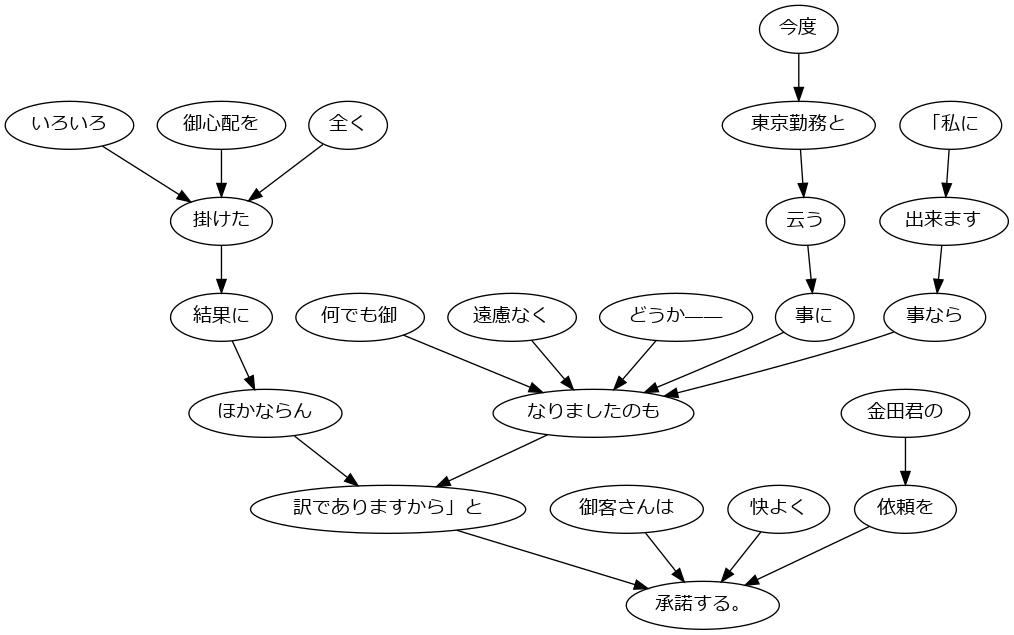 今度
いろいろ
御心配を
全く
東京勤務と
「私に
掛けた
云う
出来ます
結果に
何でも御
遠慮なく
どうか——
事に
事なら
ほかならん
なりましたのも
金田君の
訳でありますから」と
御客さんは
快よく
依頼を
承諾する。